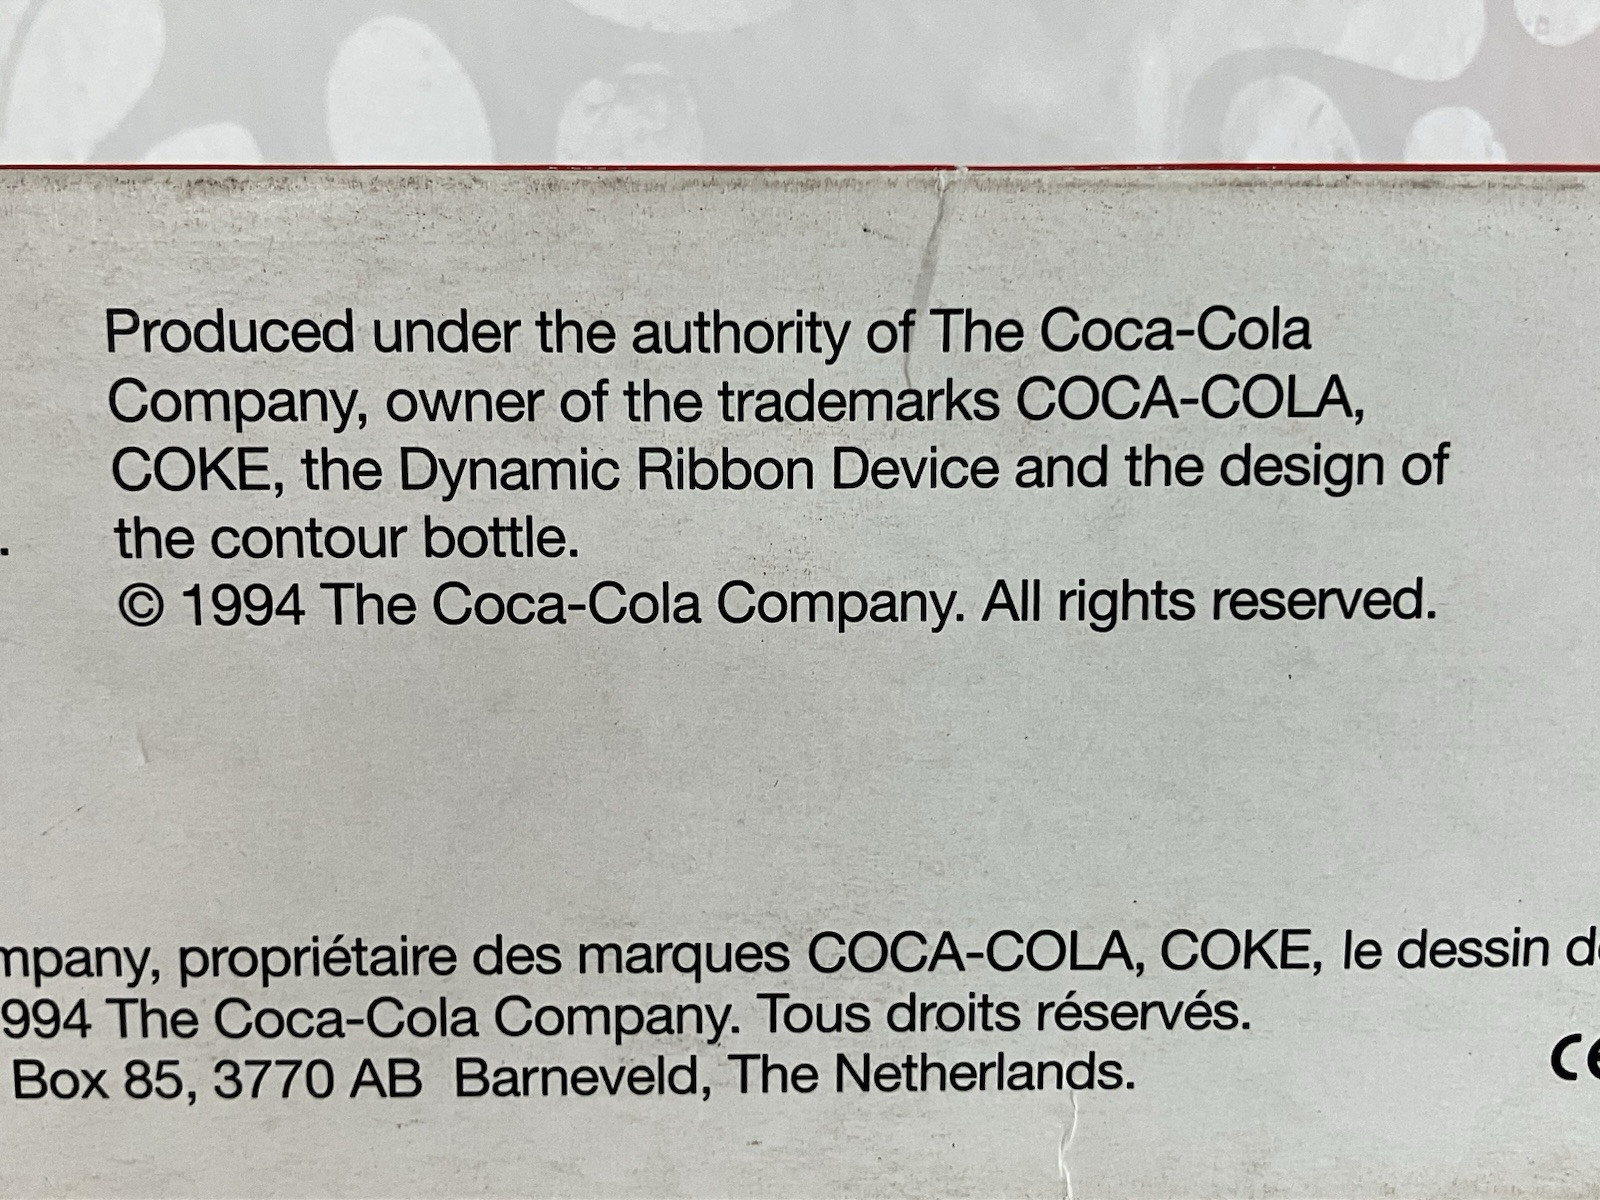 Produced under the authority of The Coca-Cola
Company, owner of the trademarks COCA-COLA,
COKE, the Dynamic Ribbon Device and the design of
the contour bottle.
© 1994 The Coca-Cola Company. All rights reserved.
mpany, propriétaire des marques COCA-COLA, COKE, le dessin d
994 The Coca-Cola Company. Tous droits réservés.
Box 85, 3770 AB Barneveld, The Netherlands.
CE